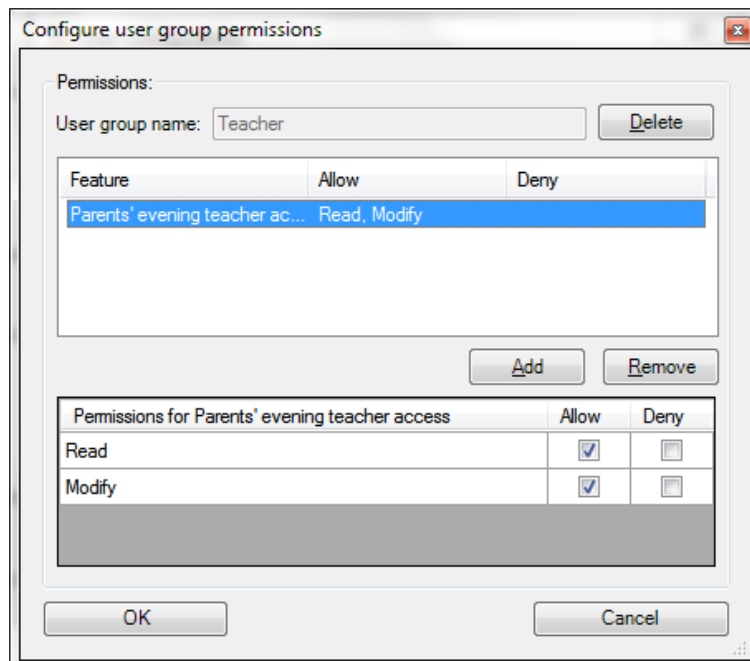 Configure user group permissions
Permissions:
User group name: Teacher Delete
Feature Allow Deny
Parents' evening teacher ac... Read, Modify
Add Remove
Permissions for Parents' evening teacher access Allow Deny
Read
Modify
OK Cancel